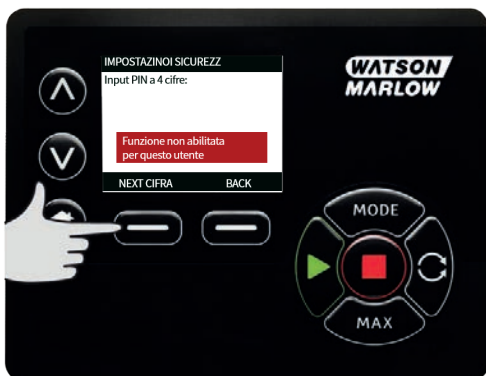 IMPOSTAZINOI SICUREZZ
Input PIN a 4 cifre:
Funzione non abilitata
per questo utente
NEXT CIFRA BACK
WATSON
MARLOW
MODE
MAX